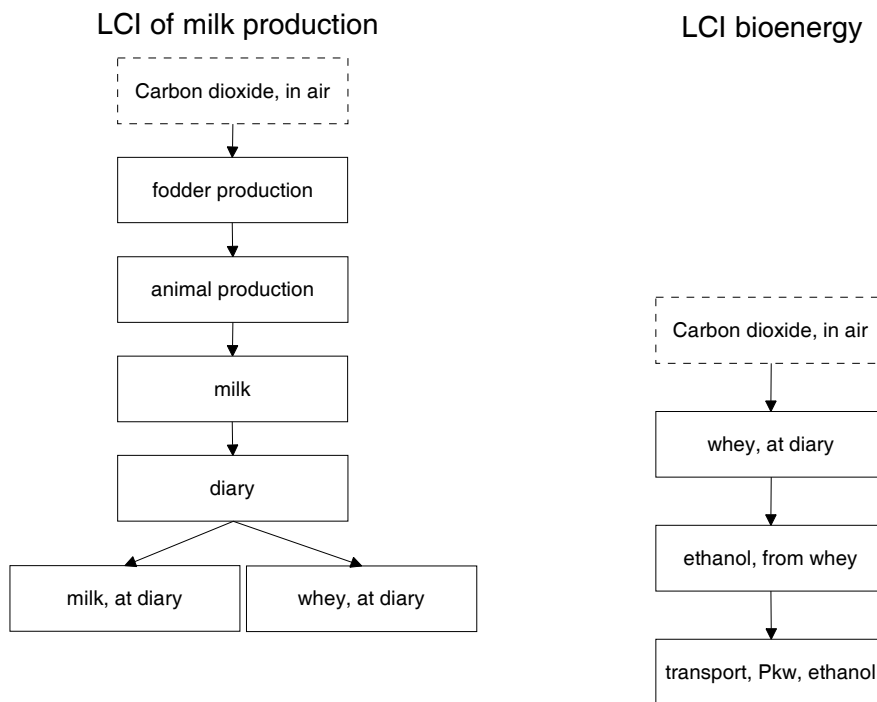 LCI of milk production
Carbon dioxide, in air
fodder production
animal production
milk
diary
milk, at diary
whey, at diary
LCI bioenergy
Carbon dioxide, in air
whey, at diary
ethanol, from whey
transport, Pkw, ethanol